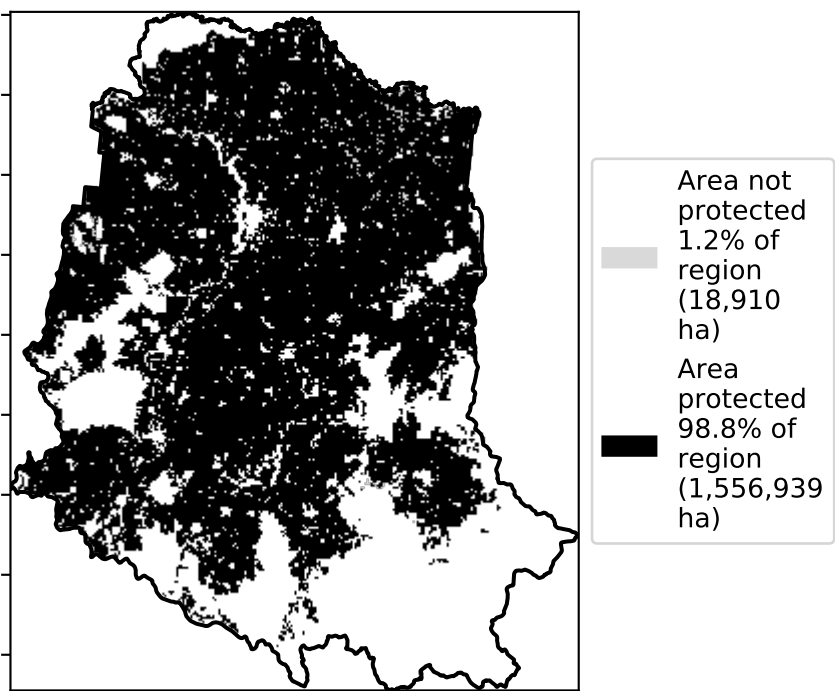 Area not
protected
1.2% of
region
(18,910
ha)
Area
protected
98.8% of
region
(1,556,939
ha)